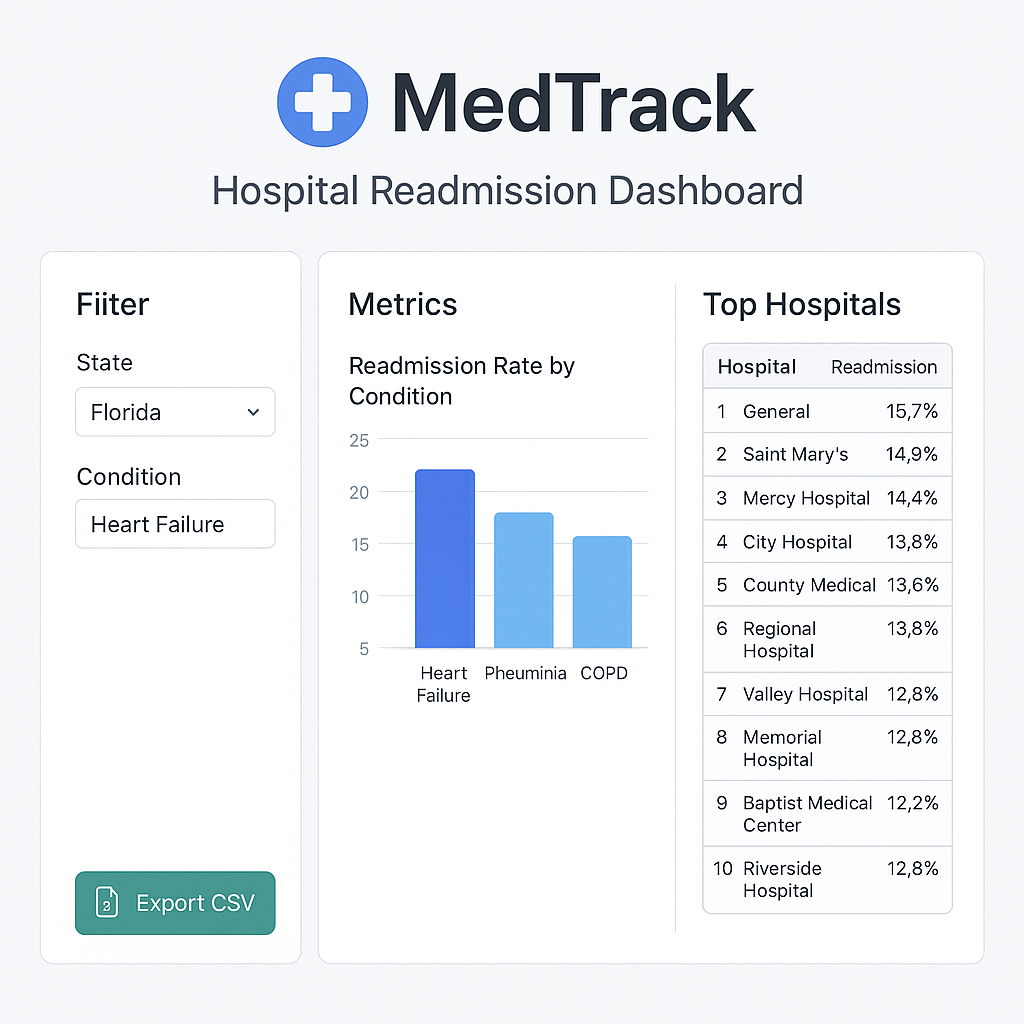 MedTrack
Hospital Readmission Dashboard
Fiiter
State
Florida
Condition
Heart Failure
2
Export CSV
Metrics
Readmission Rate by
Condition
25
20
15
10
5
Heart
Failure
Pheuminia
COPD
Top Hospitals
Hospital Readmission
1 General 15,7%
2 Saint Mary's 14,9%
3 Mercy Hospital 14,4%
4 City Hospital 13,8%
5 County Medical 13,6%
6 Regional 13,8%
Hospital
7 Valley Hospital 12,8%
8 Memorial 12,8%
Hospital
9 Baptist Medical 12,2%
Center
10 Riverside 12,8%
Hospital